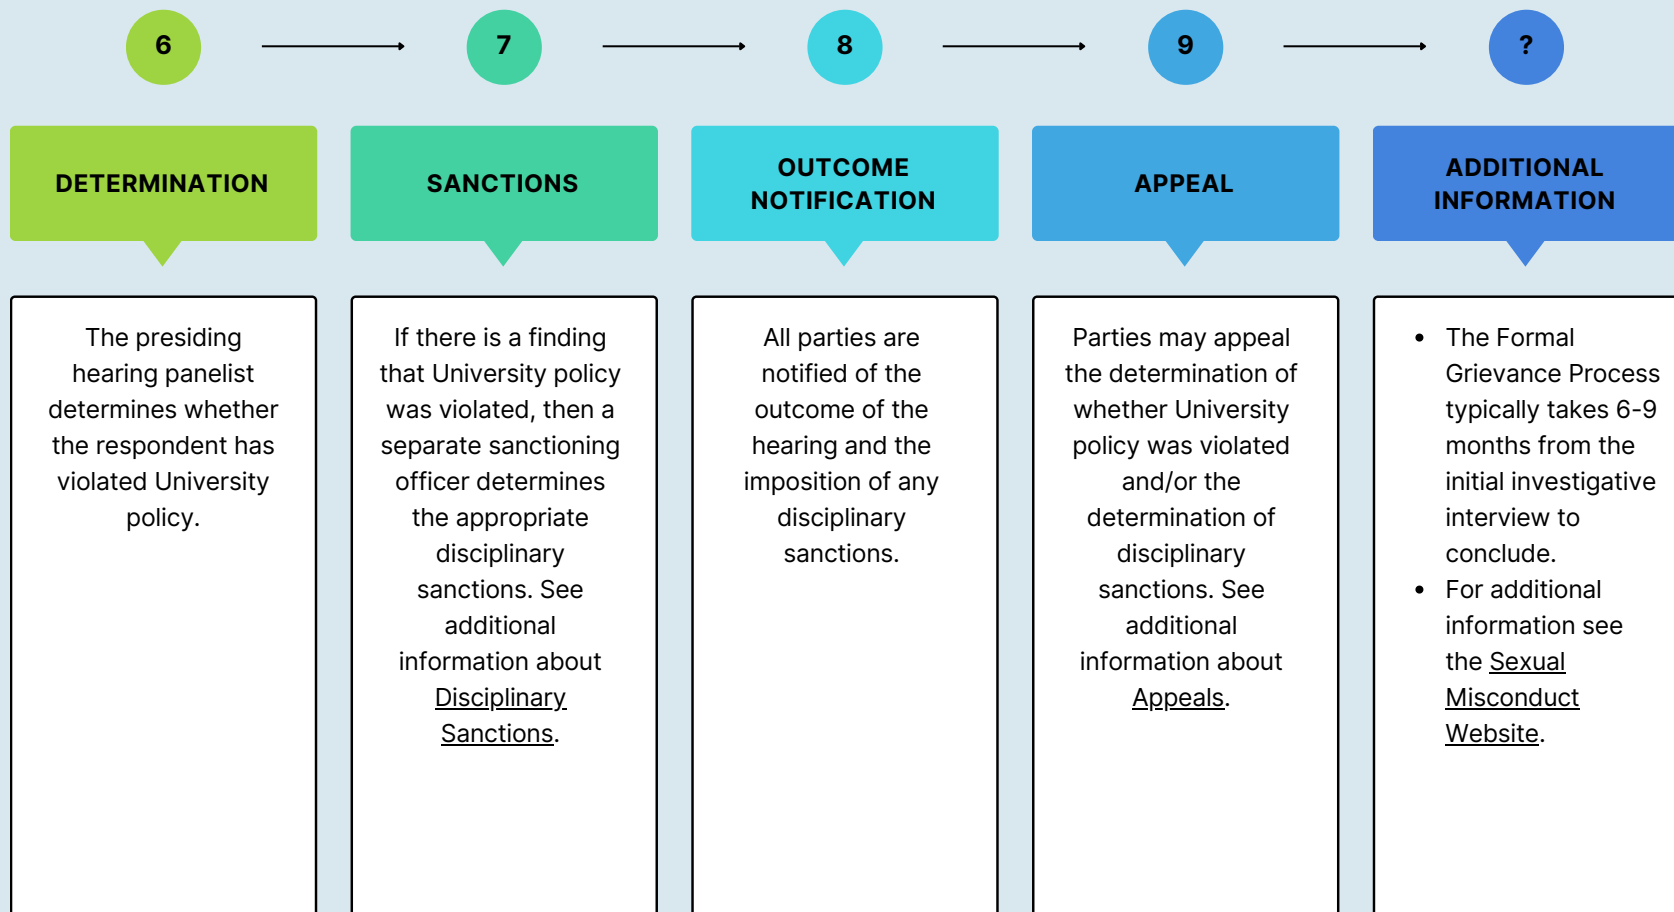 6
7
8
9
?
DETERMINATION
SANCTIONS
OUTCOME
NOTIFICATION
APPEAL
ADDITIONAL
INFORMATION
The presiding
hearing panelist
determines whether
the respondent has
violated University
policy.
If there is a finding
that University policy
was violated, then a
separate sanctioning
officer determines
the appropriate
disciplinary
sanctions. See
additional
information about
Disciplinary
Sanctions.
All parties are
notified of the
outcome of the
hearing and the
imposition of any
disciplinary
sanctions.
Parties may appeal
the determination of
whether University
policy was violated
and/or the
determination of
disciplinary
sanctions. See
additional
information about
Appeals.
• The Formal
Grievance Process
typically takes 6-9
months from the
initial investigative
interview to
conclude.
• For additional
information see
the Sexual
Misconduct
Website.